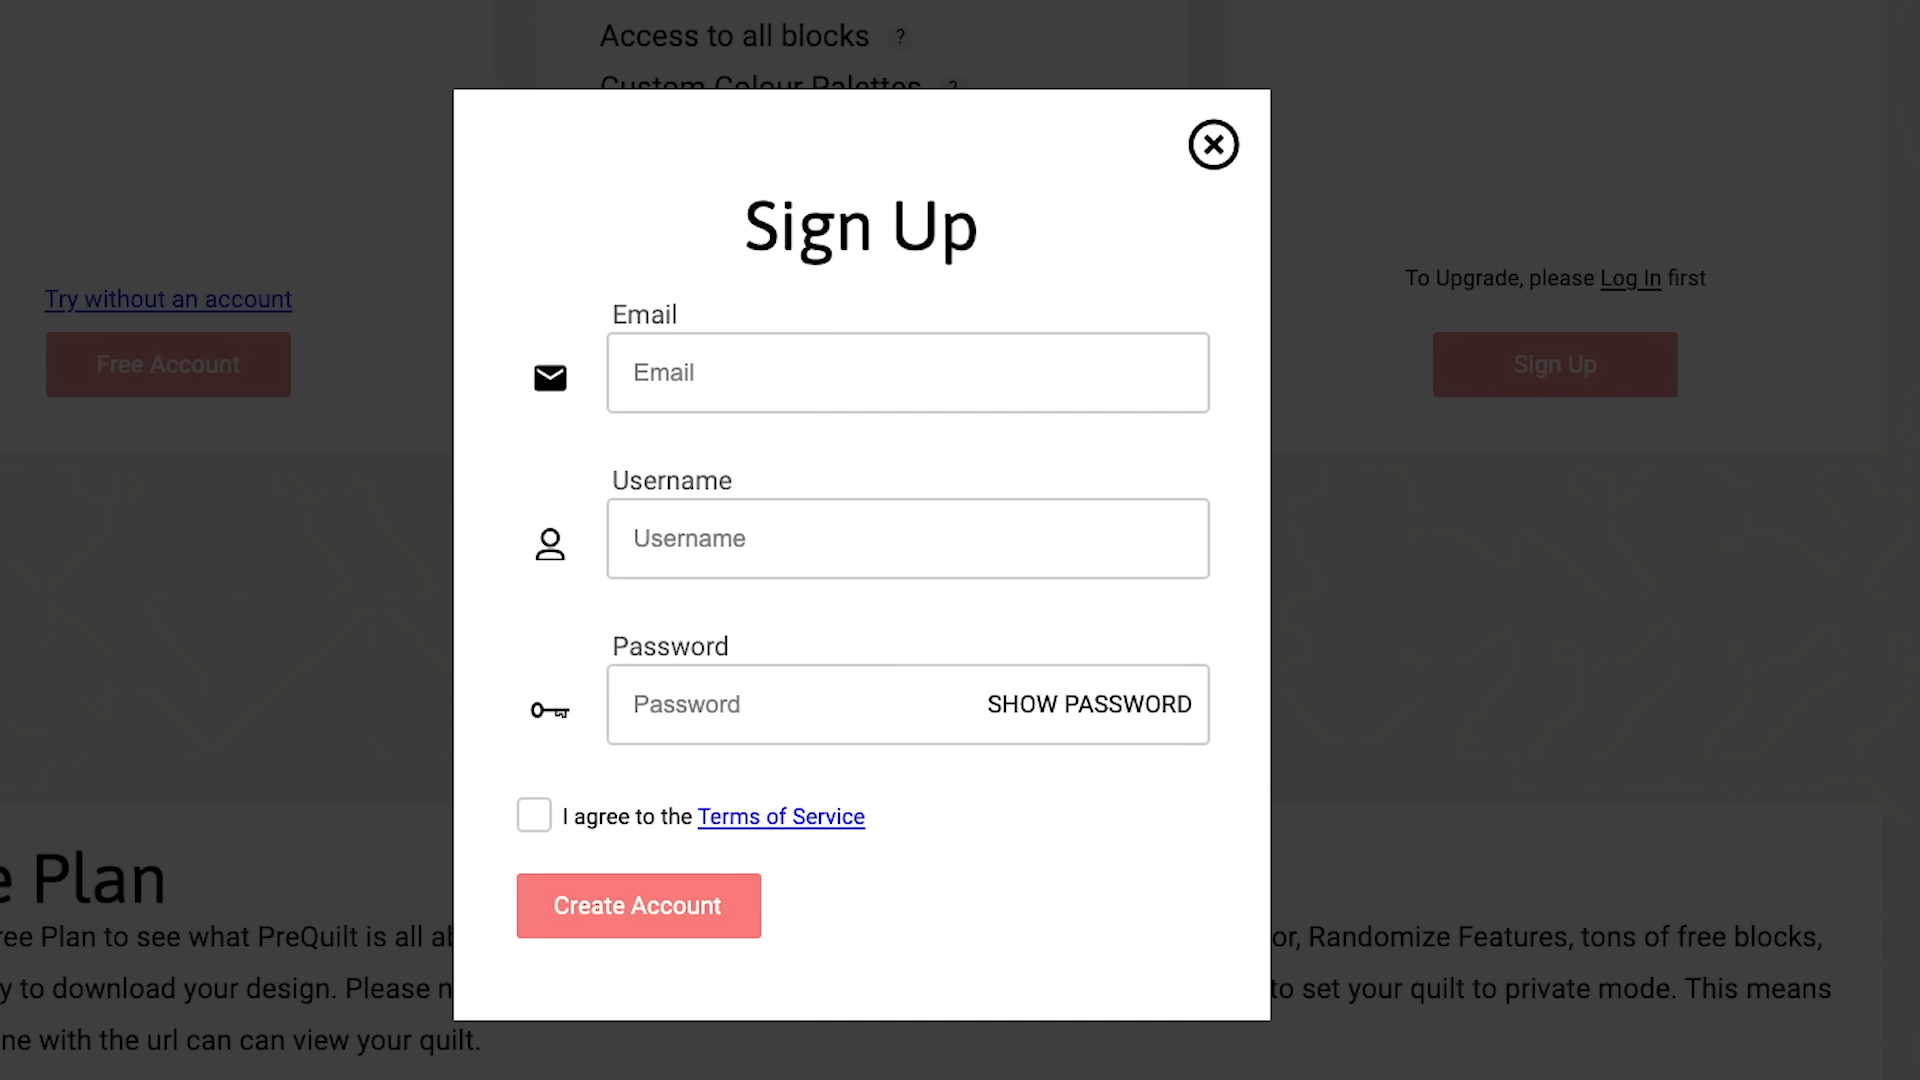 Access to all blocks ?
Custom Colour Palettes ?
Sign Up
Email
Email
Username
Username
Password
Password SHOW PASSWORD
I agree to the Terms of Service
Create Account
Try without an account
Free Account
To Upgrade, please Log In first
Sign Up
e Plan
ree Plan to see what PreQuilt is all or, Randomize Features, tons of free blocks,
y to download your design. Please to set your quilt to private mode. This means
ne with the url can can view your quilt.